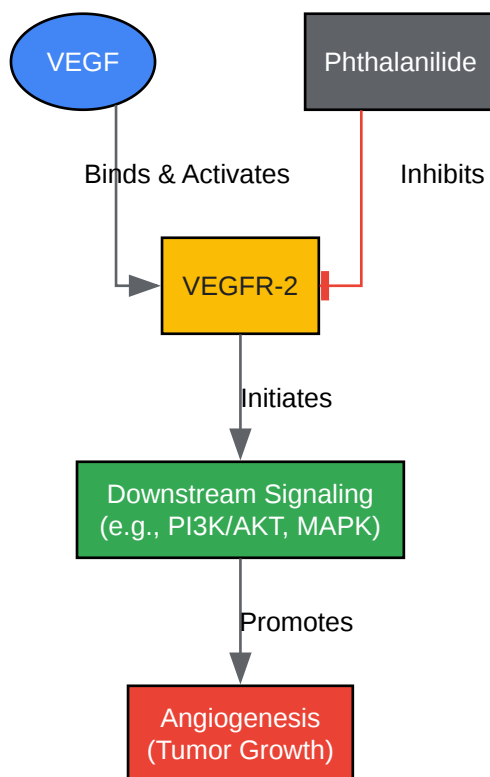 VEGF
Phthalanilide
Binds & Activates
Inhibits
VEGFR-2
Initiates
Downstream Signaling
(e.g., PI3K/AKT, MAPK)
Promotes
Angiogenesis
(Tumor Growth)